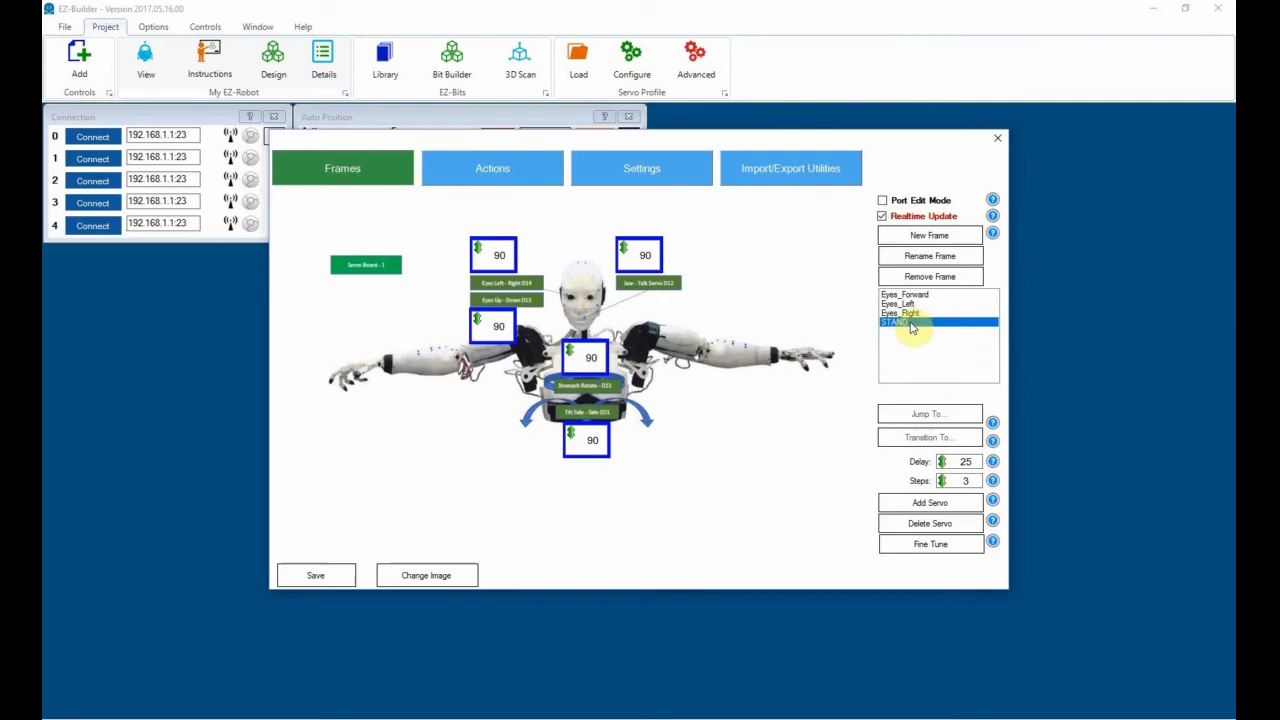 EZ-Builder - Version 2017.05.16.00
File Project Options Controls Window Help
Add View Instructions Design Details Library Bit Builder 3D Scan Load Configure Advanced
Controls My EZ-Robot EZ-Bits Servo Profile
Connection ? Auto Position ?
0 Connect 192.168.1.1:23
1 Connect 192.168.1.1:23
2 Connect 192.168.1.1:23
3 Connect 192.168.1.1:23
4 Connect 192.168.1.1:23
Frames Actions Settings Import/Export Utilities
Port Edit Mode ?
Realtime Update ?
New Frame ?
Rename Frame
Remove Frame
Eyes_Forward
Eyes_Left
Eyes_Right
STAND
Servo Board - 1
90 90
Eyes Left - Right D14 Jaw - Talk Servo D12
Eyes Up - Down D13
90
90
Stomach Rotate - D21
Tilt Side - Side D21
90
Jump To... ?
Transition To... ?
Delay: 25 ?
Steps: 3 ?
Add Servo ?
Delete Servo ?
Fine Tune ?
Save Change Image